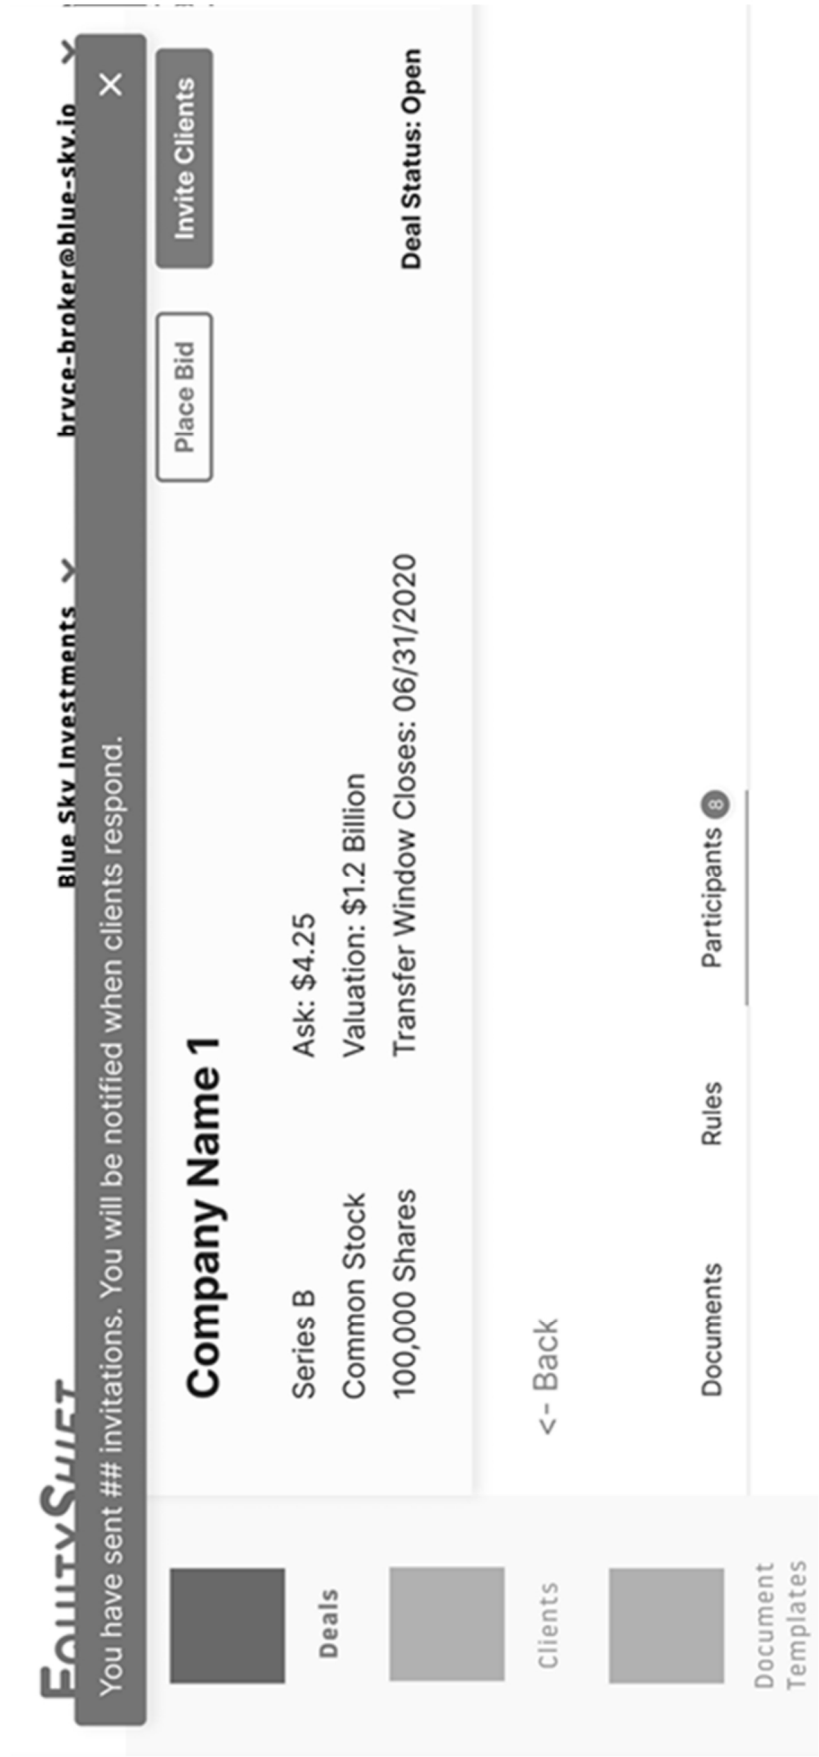 EQUITYSHIFT
Blue Sky Investments
bryce-broker@blue-sky.io
You have sent ## invitations. You will be notified when clients respond.
×
Company Name 1
Place Bid
Invite Clients
Series B
Ask: $4.25
Common Stock
Valuation: $1.2 Billion
100,000 Shares
Transfer Window Closes: 06/31/2020
Deal Status: Open
<- Back
Documents
Rules
Participants 8
Deals
Clients
Document
Templates